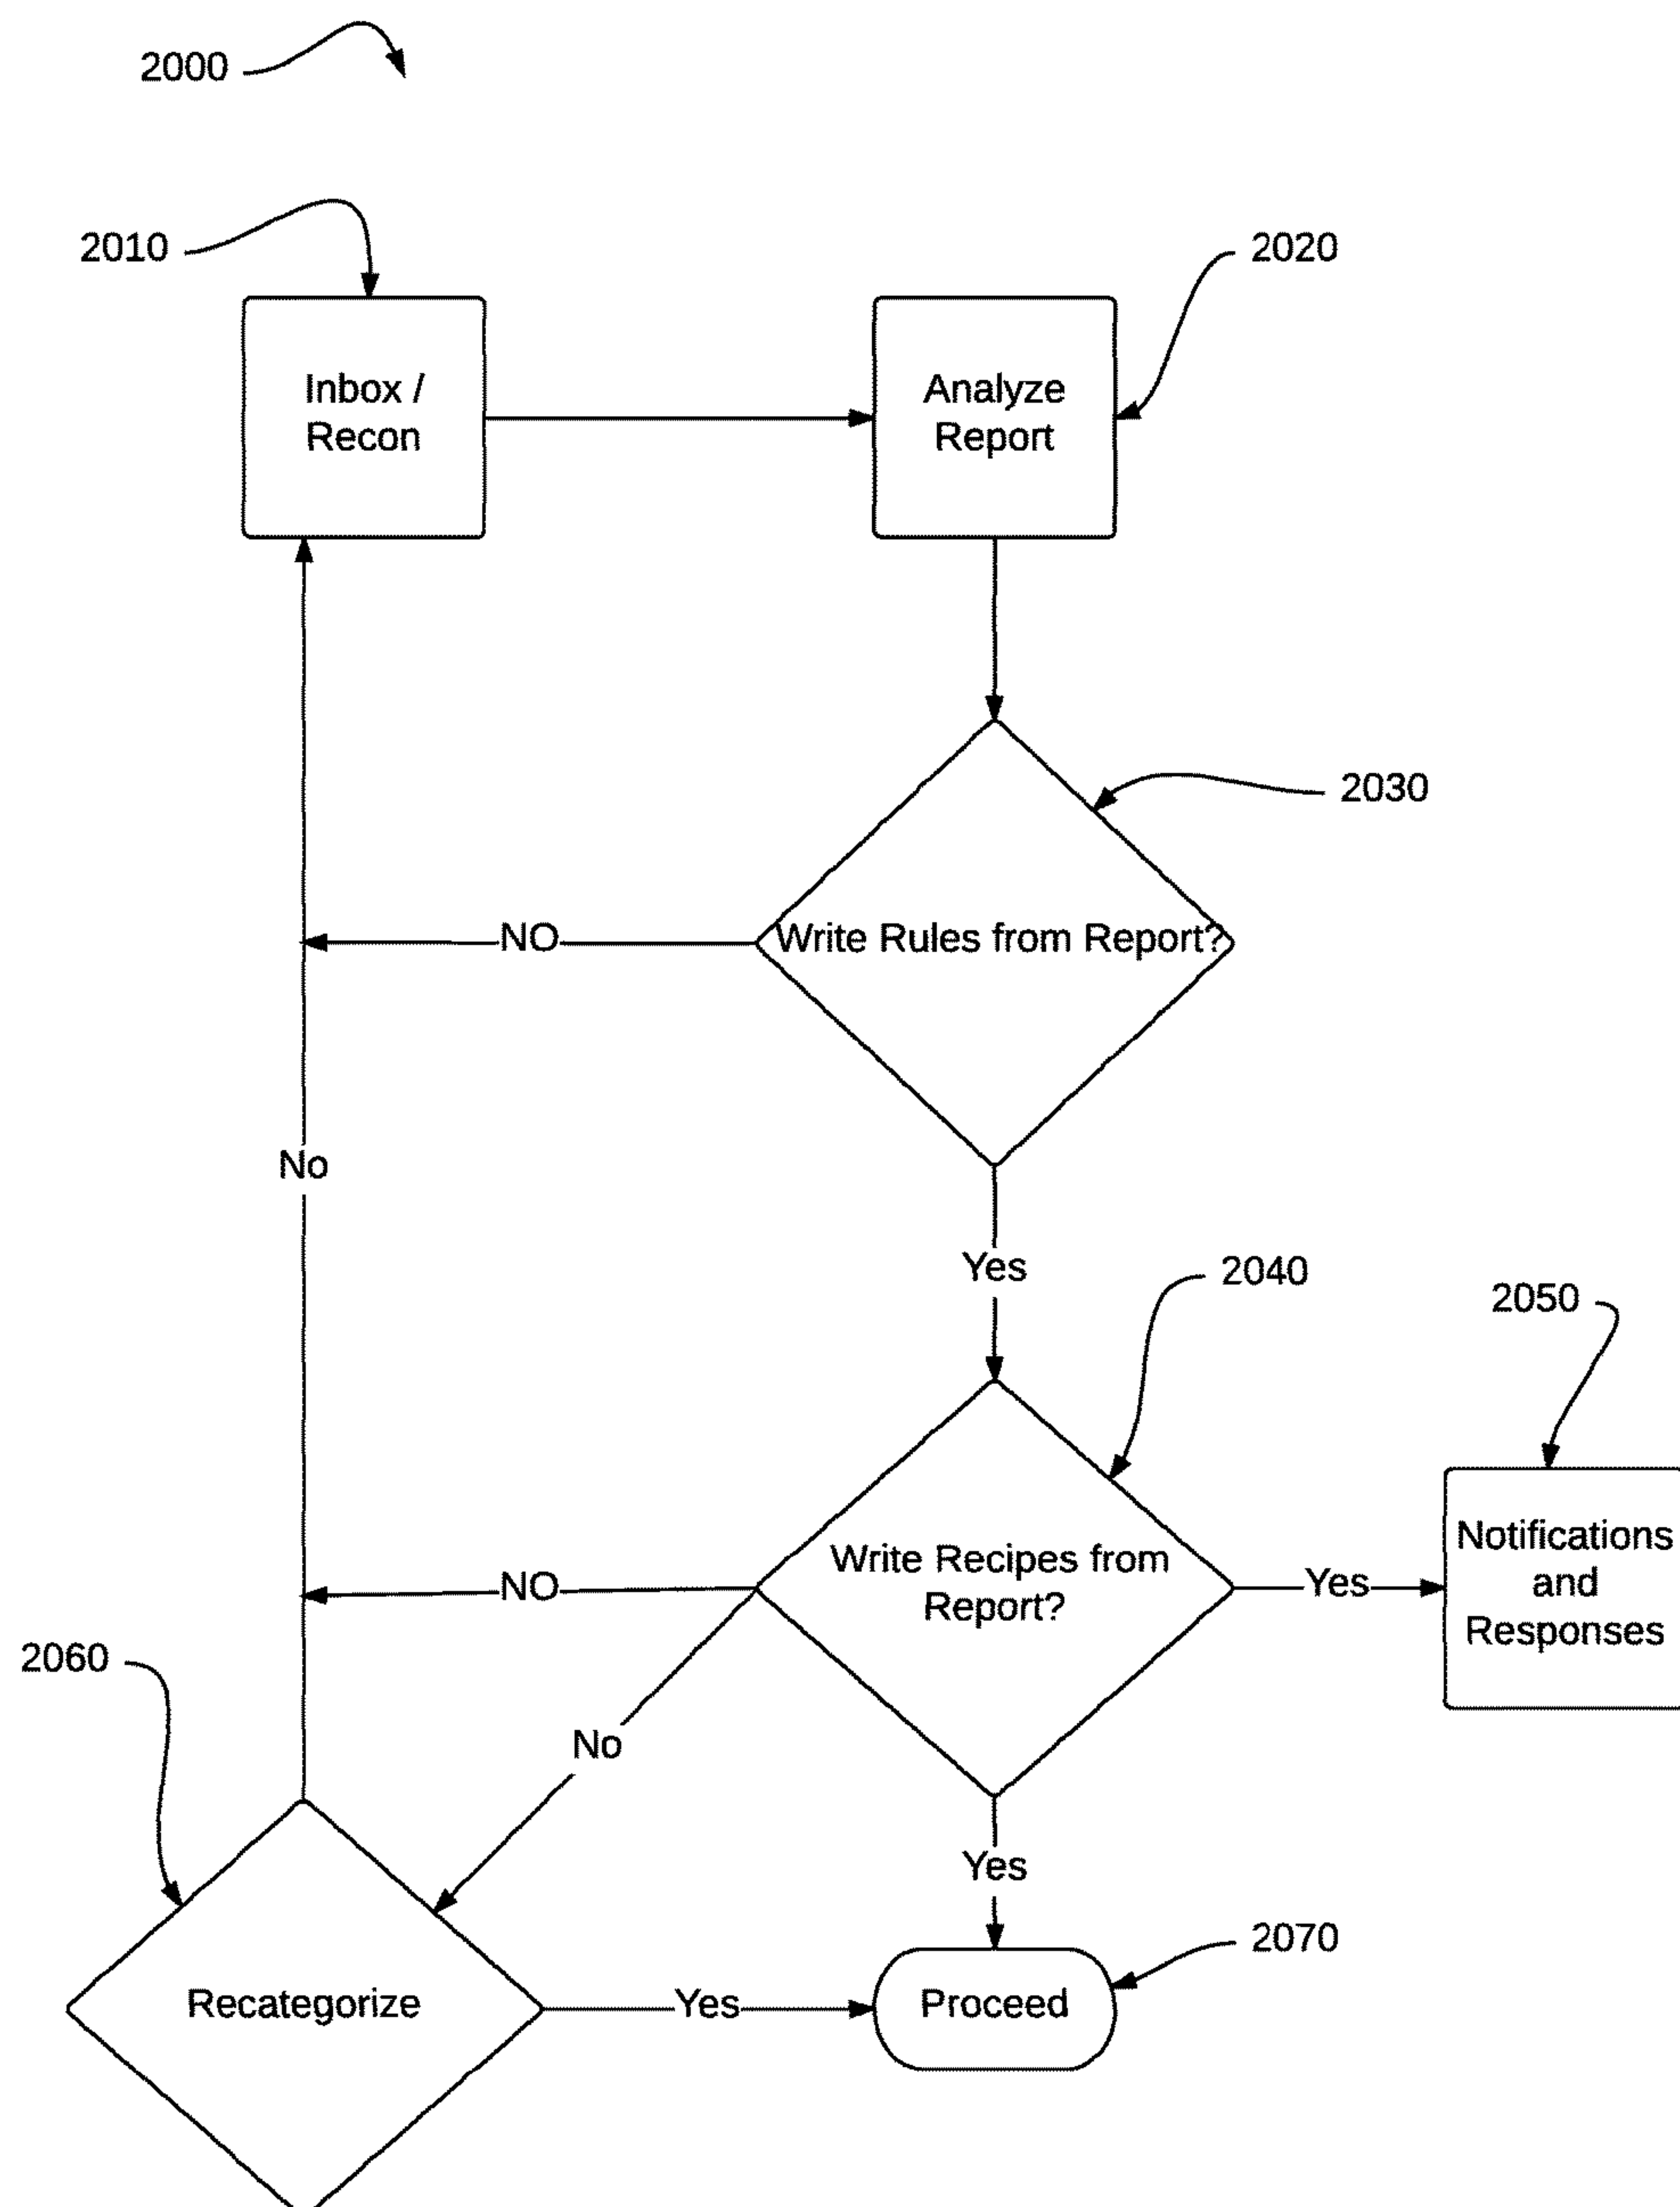 2000
2010
2020
Inbox /
Recon
Analyze
Report
2030
Write Rules from Report?
NO
No
Yes
2040
2050
Write Recipes from
Report?
NO
Yes
Notifications
and
Responses
2060
No
Yes
2070
Recategorize
Yes
Proceed